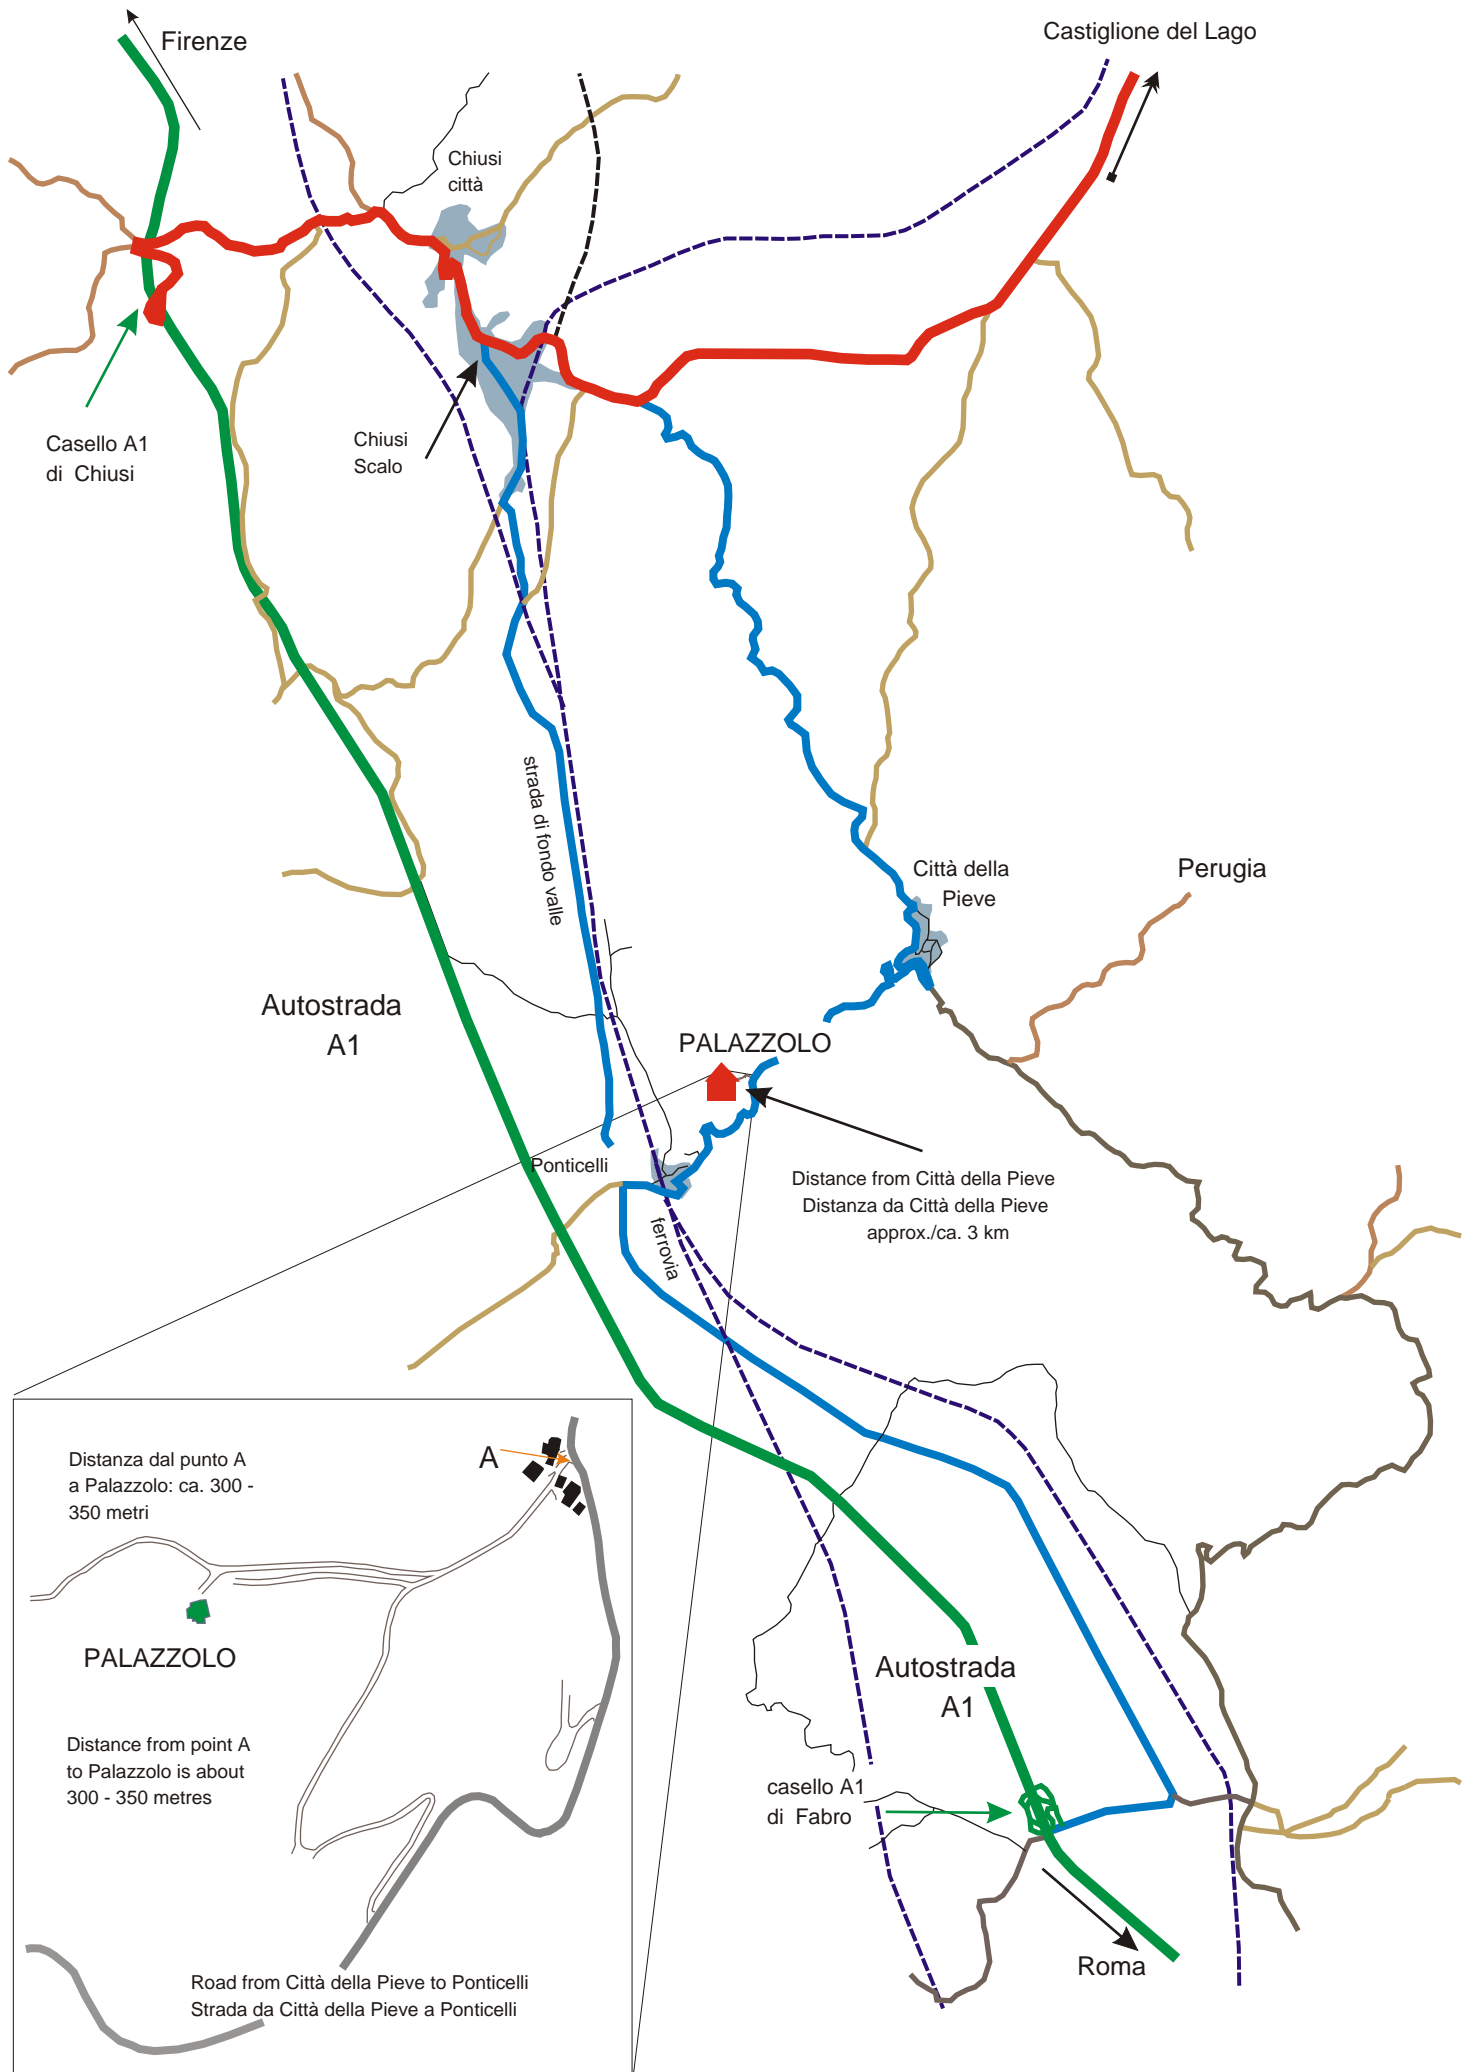 Firenze
Castiglione del Lago
Chiusi
città
Casello A1
di Chiusi
Chiusi
Scalo
strada di fondo valle
Città della
Pieve
Perugia
Autostrada
A1
PALAZZOLO
Ponticelli
Distance from Città della Pieve
Distanza da Città della Pieve
approx./ca. 3 km
ferrovia
A
Distanza dal punto A
a Palazzolo: ca. 300 -
350 metri
PALAZZOLO
Distance from point A
to Palazzolo is about
300 - 350 metres
Road from Città della Pieve to Ponticelli
Strada da Città della Pieve a Ponticelli
Autostrada
A1
casello A1
di Fabro
Roma